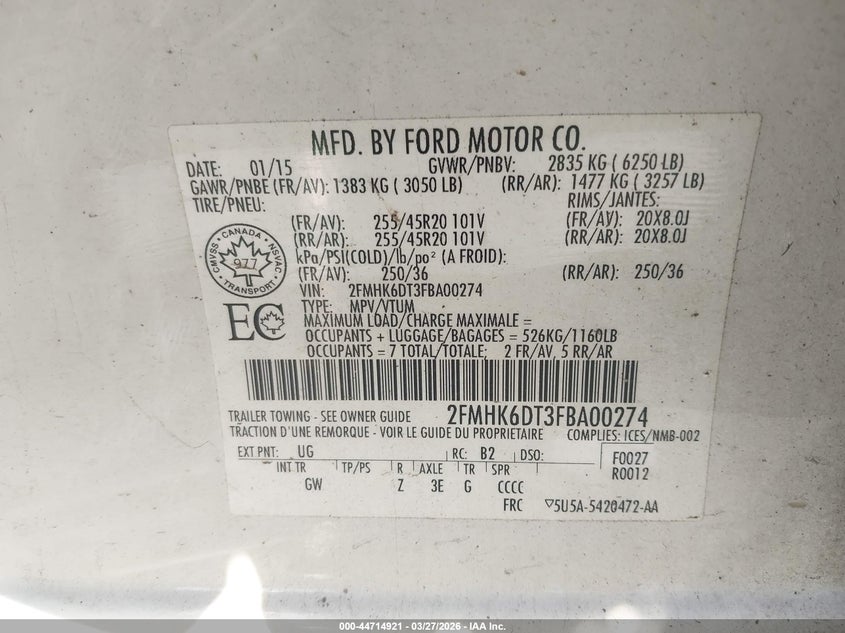 MFD. BY FORD MOTOR CO.
DATE: 01/15 GVWR/PNBV: 2835 KG ( 6250 LB)
GAWR/PNBE (FR/AV): 1383 KG ( 3050 LB) (RR/AR): 1477 KG ( 3257 LB)
TIRE/PNEU: RIMS/JANTES:
(FR/AV): 255/45R20 101V (FR/AV): 20X8.0J
(RR/AR): 255/45R20 101V (RR/AR): 20X8.0J
kPa/PSI(COLD)/lb/po² (A FROID):
(FR/AV): 250/36 (RR/AR): 250/36
VIN: 2FMHK6DT3FBA00274
TYPE: MPV/VTUM
MAXIMUM LOAD/CHARGE MAXIMALE =
OCCUPANTS + LUGGAGE/BAGAGES = 526KG/1160LB
OCCUPANTS = 7 TOTAL/TOTALE: 2 FR/AV, 5 RR/AR
CMVSS • CANADA • NSVAC
977
TRANSPORT
EC
TRAILER TOWING - SEE OWNER GUIDE 2FMHK6DT3FBA00274
TRACTION D'UNE REMORQUE - VOIR LE GUIDE DU PROPRIETAIRE COMPLIES: ICES/NMB-002
EXT PNT: UG RC: B2 DSO: F0027
R0012
INT TR TP/PS R AXLE TR SPR
GW Z 3E G CCCC
FRC ▽5U5A-5420472-AA
000-44714921 | 03/27/2026 | IAA Inc.